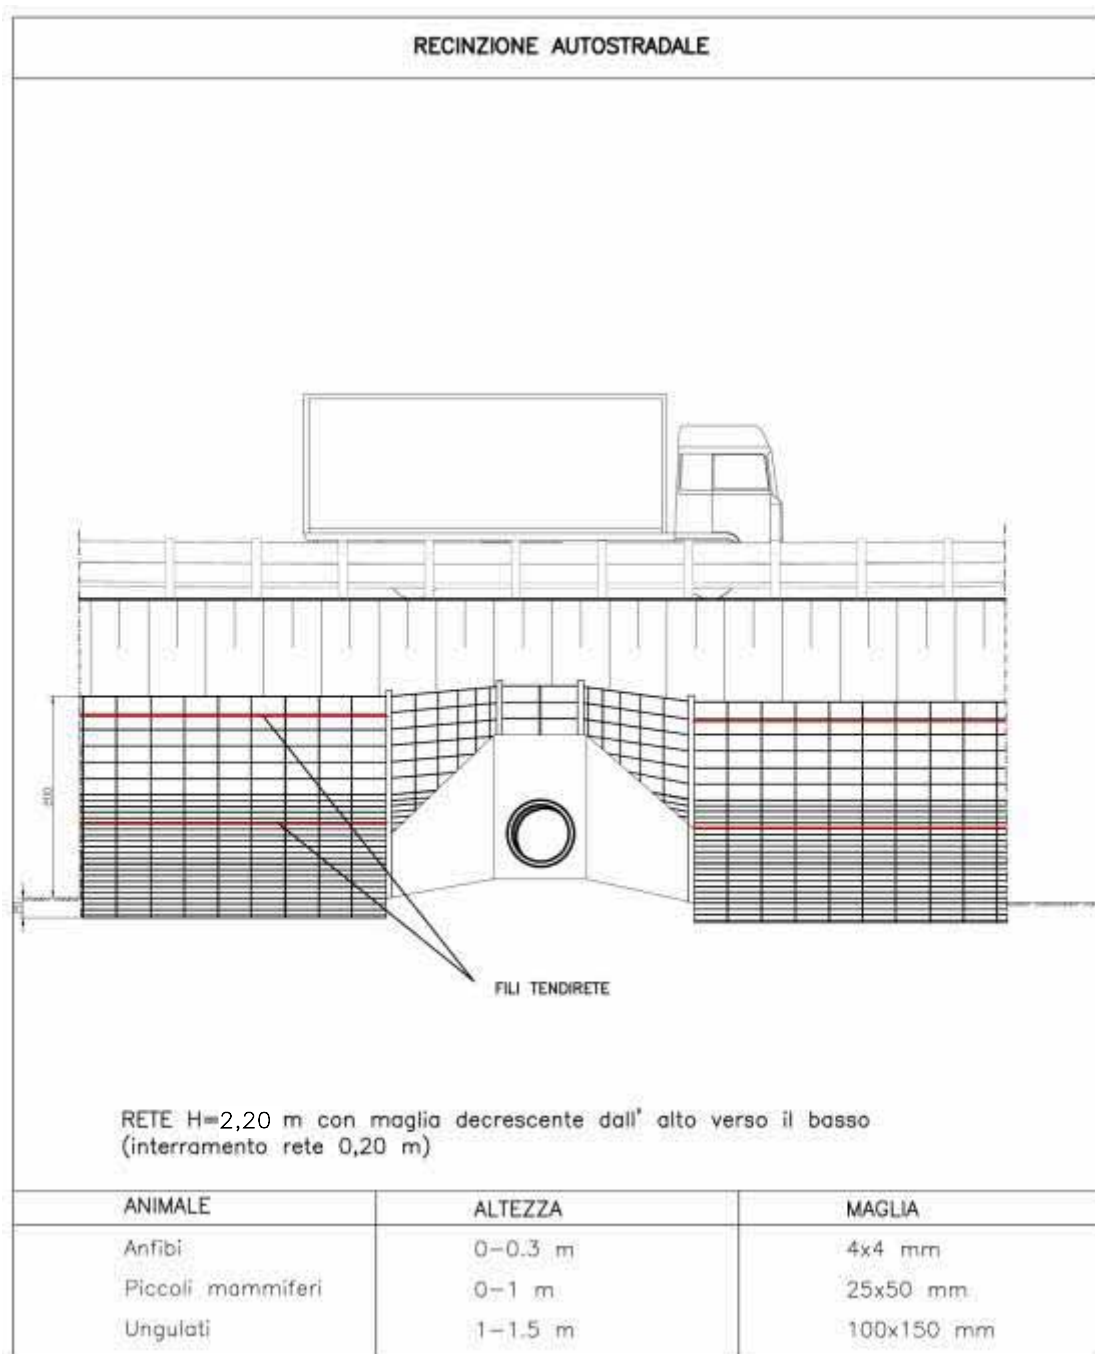 RECINZIONE AUTOSTRADALE
FILI TENDIRETE
RETE H=2,20 m con maglia decrescente dall' alto verso il basso
(interramento rete 0,20 m)
ANIMALE ALTEZZA MAGLIA
Anfibi 0-0.3 m 4x4 mm
Piccoli mammiferi 0-1 m 25x50 mm
Ungulati 1-1.5 m 100x150 mm